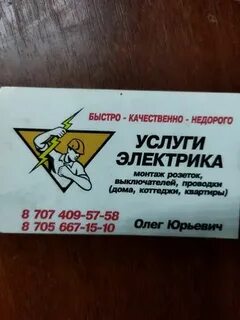 БЫСТРО - КАЧЕСТВЕННО - НЕДОРОГО
УСЛУГИ
ЭЛЕКТРИКА
монтаж розеток,
выключателей, проводки
(дома, коттеджи, квартиры)
8 707 409-57-58
8 705 667-15-10
Олег Юрьевич